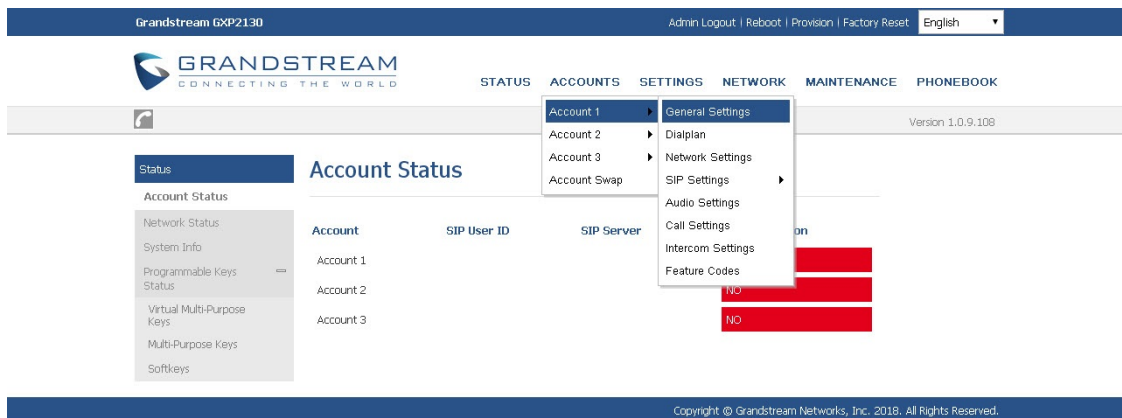 Grandstream GXP2130
Admin Logout | Reboot | Provision | Factory Reset English
GRANDSTREAM
CONNECTING THE WORLD
STATUS ACCOUNTS SETTINGS NETWORK MAINTENANCE PHONEBOOK
Version 1.0.9.108
Account 1
Account 2
Account 3
Account Swap
General Settings
Dialplan
Network Settings
SIP Settings
Audio Settings
Call Settings
Intercom Settings
Feature Codes
Status
Account Status
Network Status
System Info
Programmable Keys
Status
Virtual Multi-Purpose
Keys
Multi-Purpose Keys
Softkeys
Account Status
Account SIP User ID SIP Server on
Account 1
Account 2 NO
Account 3 NO
Copyright © Grandstream Networks, Inc. 2018. All Rights Reserved.